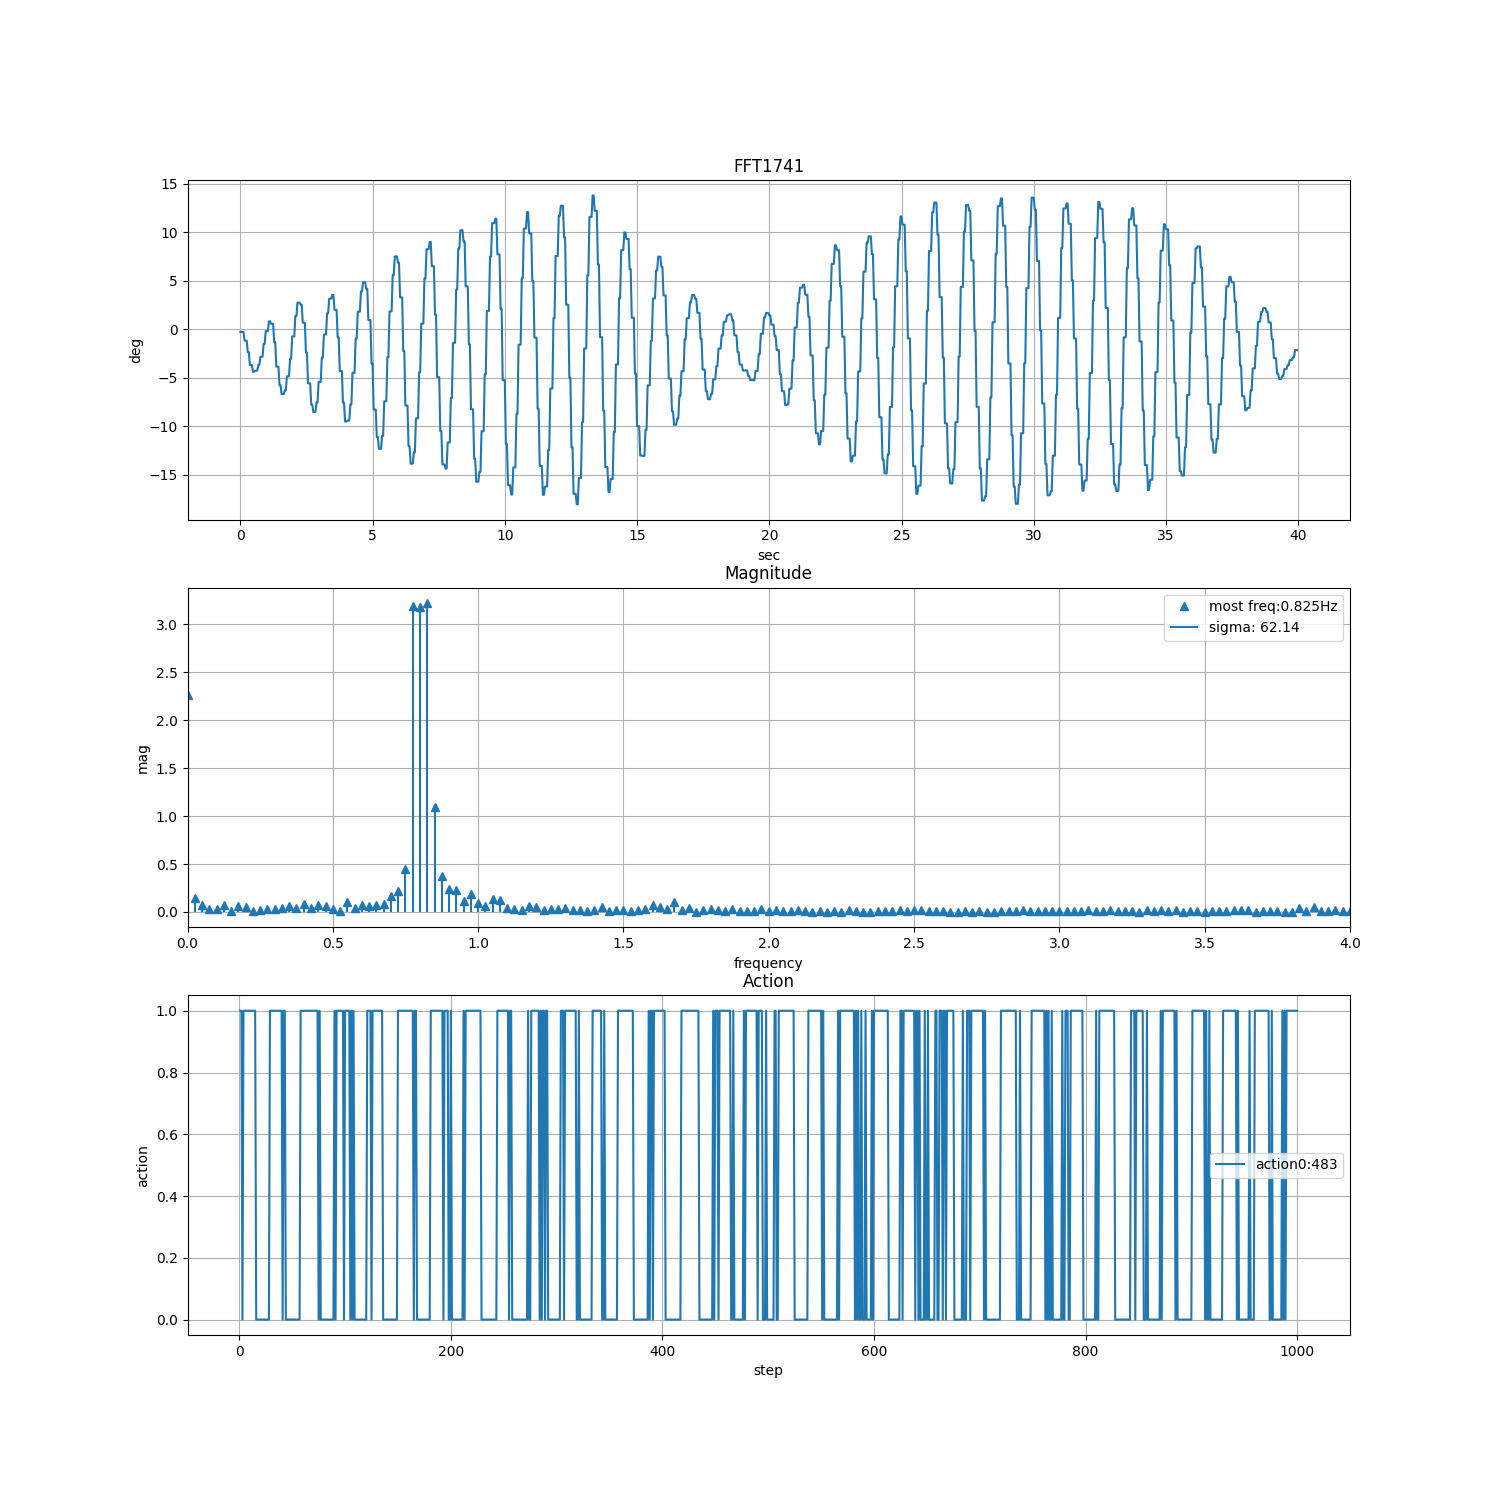 FFT1741
15
10
5
0
−5
−10
−15
deg
0 5 10 15 20 25 30 35 40
sec
Magnitude
most freq:0.825Hz
sigma: 62.14
3.0
2.5
2.0
1.5
1.0
0.5
0.0
mag
0.0 0.5 1.0 1.5 2.0 2.5 3.0 3.5 4.0
frequency
Action
1.0
0.8
0.6
0.4
0.2
0.0
action
action0:483
0 200 400 600 800 1000
step